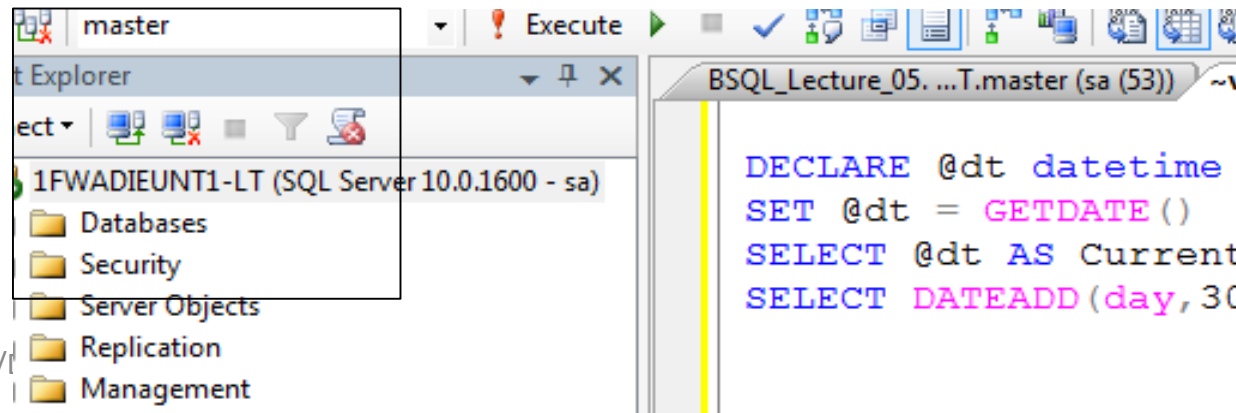 master
Execute
t Explorer
ect
1FWADIEUNT1-LT (SQL Server 10.0.1600 - sa)
Databases
Security
Server Objects
Replication
Management
BSQL_Lecture_05. ...T.master (sa (53))
~v
DECLARE @dt datetime
SET @dt = GETDATE()
SELECT @dt AS Current
SELECT DATEADD(day,30